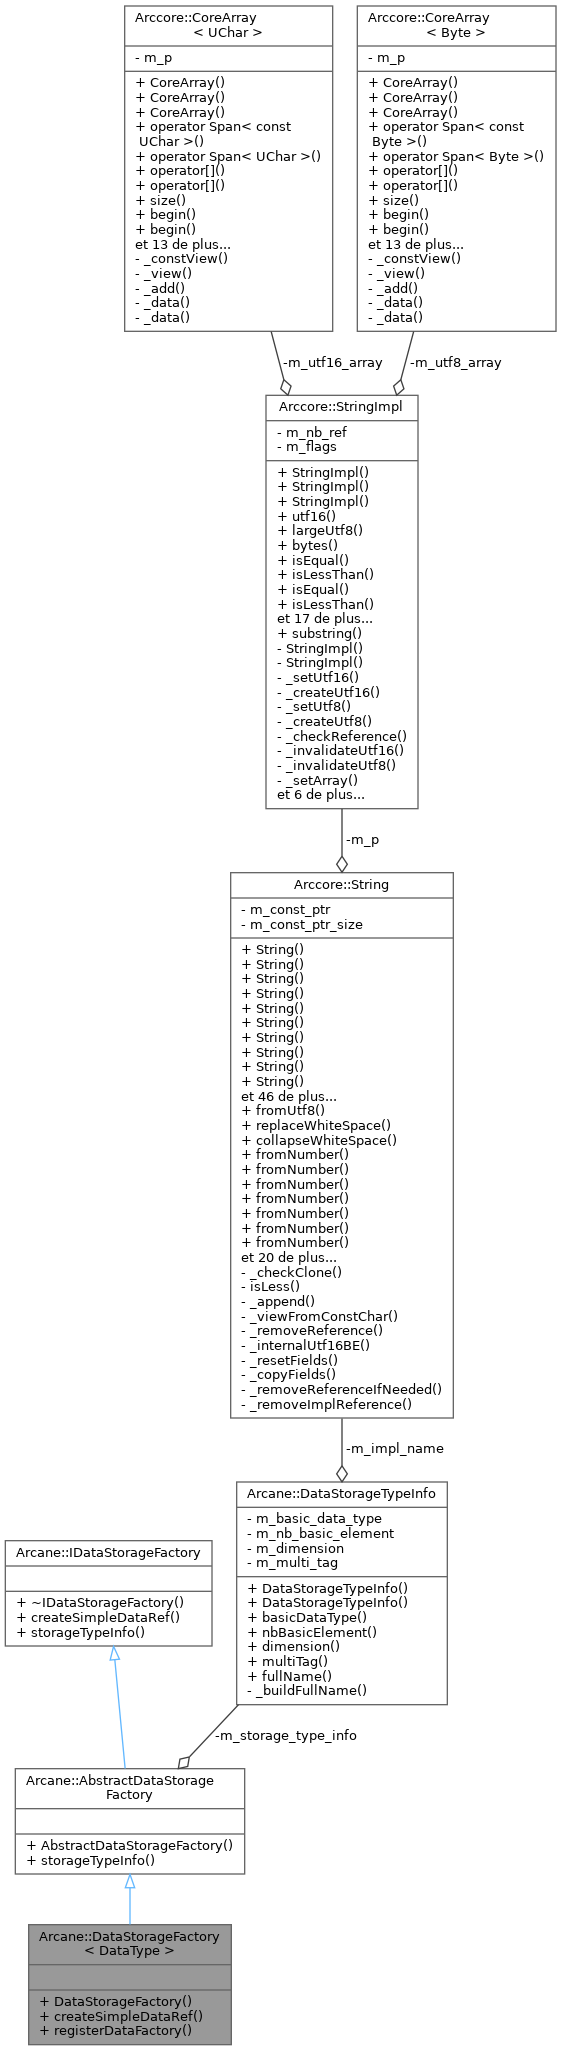 Arccore::CoreArray
< UChar >
- m_p
+ CoreArray()
+ CoreArray()
+ CoreArray()
+ operator Span< const
UChar >()
+ operator Span< UChar >()
+ operator[]()
+ operator[]()
+ size()
+ begin()
+ begin()
et 13 de plus...
- _constView()
- _view()
- _add()
- _data()
- _data()
Arccore::CoreArray
< Byte >
- m_p
+ CoreArray()
+ CoreArray()
+ CoreArray()
+ operator Span< const
Byte >()
+ operator Span< Byte >()
+ operator[]()
+ operator[]()
+ size()
+ begin()
+ begin()
et 13 de plus...
- _constView()
- _view()
- _add()
- _data()
- _data()
-m_utf16_array
-m_utf8_array
Arccore::StringImpl
- m_nb_ref
- m_flags
+ StringImpl()
+ StringImpl()
+ StringImpl()
+ utf16()
+ largeUtf8()
+ bytes()
+ isEqual()
+ isLessThan()
+ isEqual()
+ isLessThan()
et 17 de plus...
+ substring()
- StringImpl()
- StringImpl()
- _setUtf16()
- _createUtf16()
- _setUtf8()
- _createUtf8()
- _checkReference()
- _invalidateUtf16()
- _invalidateUtf8()
- _setArray()
et 6 de plus...
-m_p
Arccore::String
- m_const_ptr
- m_const_ptr_size
+ String()
+ String()
+ String()
+ String()
+ String()
+ String()
+ String()
+ String()
+ String()
+ String()
et 46 de plus...
+ fromUtf8()
+ replaceWhiteSpace()
+ collapseWhiteSpace()
+ fromNumber()
+ fromNumber()
+ fromNumber()
+ fromNumber()
+ fromNumber()
+ fromNumber()
+ fromNumber()
et 20 de plus...
- _checkClone()
- isLess()
- _append()
- _viewFromConstChar()
- _removeReference()
- _internalUtf16BE()
- _resetFields()
- _copyFields()
- _removeReferenceIfNeeded()
- _removeImplReference()
-m_impl_name
Arcane::DataStorageTypeInfo
- m_basic_data_type
- m_nb_basic_element
- m_dimension
- m_multi_tag
+ DataStorageTypeInfo()
+ DataStorageTypeInfo()
+ basicDataType()
+ nbBasicElement()
+ dimension()
+ multiTag()
+ fullName()
- _buildFullName()
Arcane::IDataStorageFactory
+ ~IDataStorageFactory()
+ createSimpleDataRef()
+ storageTypeInfo()
-m_storage_type_info
Arcane::AbstractDataStorage
Factory
+ AbstractDataStorageFactory()
+ storageTypeInfo()
Arcane::DataStorageFactory
< DataType >
+ DataStorageFactory()
+ createSimpleDataRef()
+ registerDataFactory()